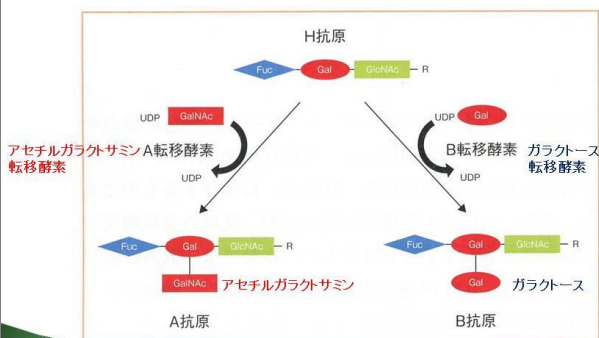 H抗原
Fuc Gal GlcNAc R
UDP GalNAc
UDP Gal
アセチルガラクトサミン
転移酵素
A転移酵素
B転移酵素
ガラクトース
転移酵素
UDP
UDP
Fuc Gal GlcNAc R
Fuc Gal GlcNAc R
GalNAc アセチルガラクトサミン
Gal ガラクトース
A抗原
B抗原